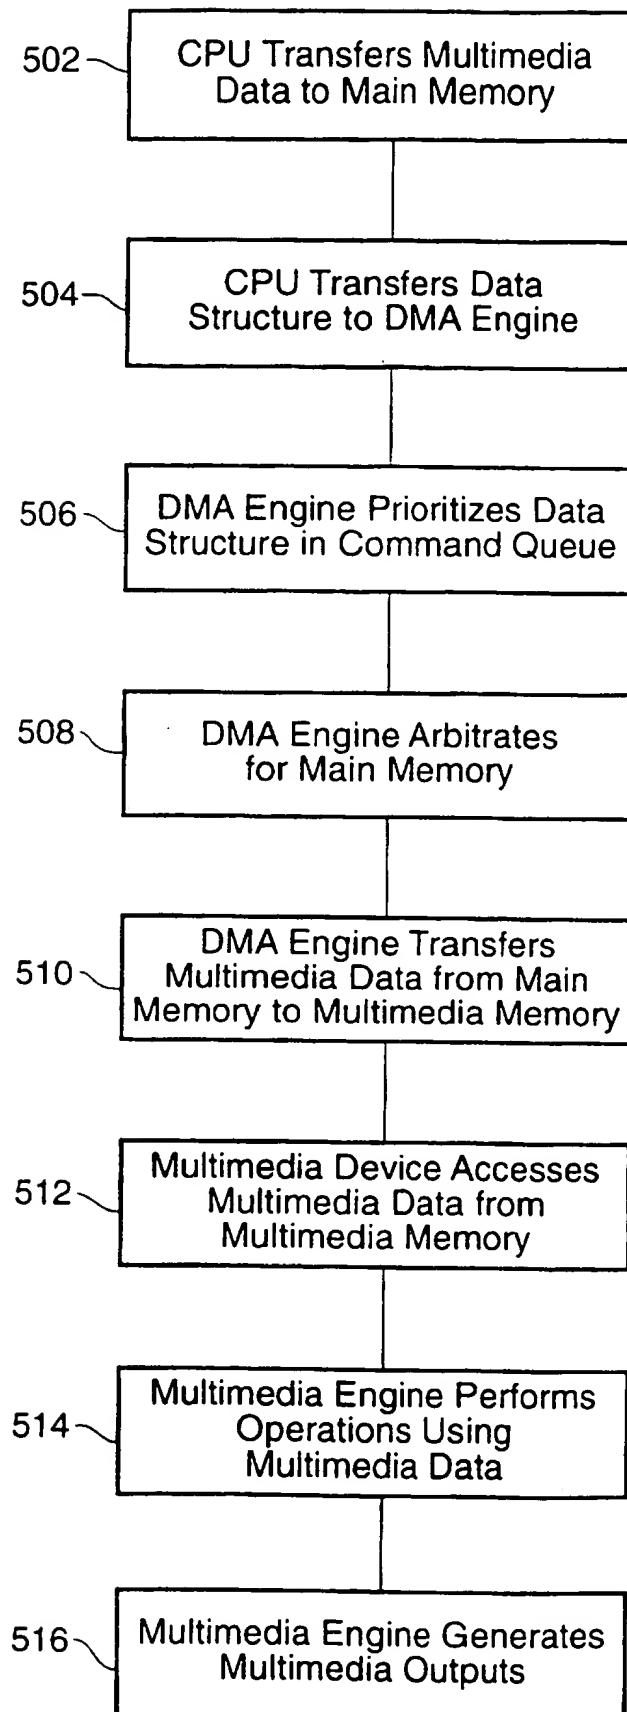 502
CPU Transfers Multimedia
Data to Main Memory
504
CPU Transfers Data
Structure to DMA Engine
506
DMA Engine Prioritizes Data
Structure in Command Queue
508
DMA Engine Arbitrates
for Main Memory
510
DMA Engine Transfers
Multimedia Data from Main
Memory to Multimedia Memory
512
Multimedia Device Accesses
Multimedia Data from
Multimedia Memory
514
Multimedia Engine Performs
Operations Using
Multimedia Data
516
Multimedia Engine Generates
Multimedia Outputs